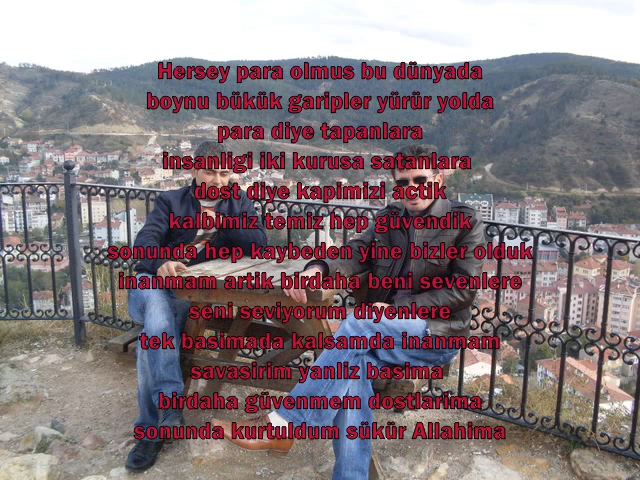 Hersey para olmus bu dünyada
boynu bükük garipler yürür yolda
para diye tapanlara
insanligi iki kurusa satanlara
dost diye kapimizi actik
kalbimiz temiz hep güvendik
sonunda hep kaybeden yine bizler olduk
inanmam artik birdaha beni sevenlere
seni seviyorum diyenlere
tek basimada kalsamda inanmam
savasirim yanliz basima
birdaha güvenmem dostlarima
sonunda kurtuldum sükür Allahima